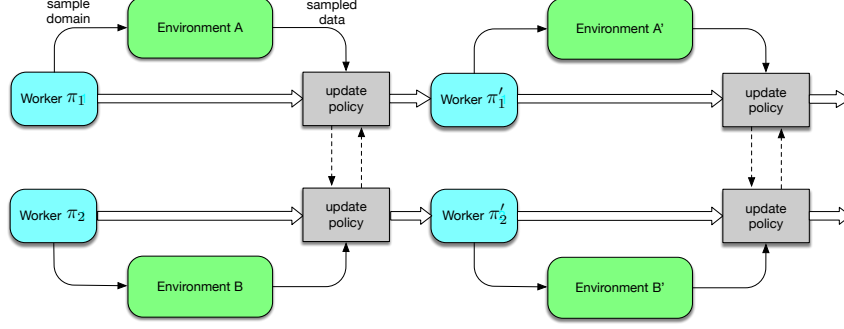 sample
domain
Environment A
sampled
data
Environment A'
Worker π₁
update
policy
Worker π₁′
update
policy
Worker π₂
update
policy
Worker π₂′
update
policy
Environment B
Environment B'